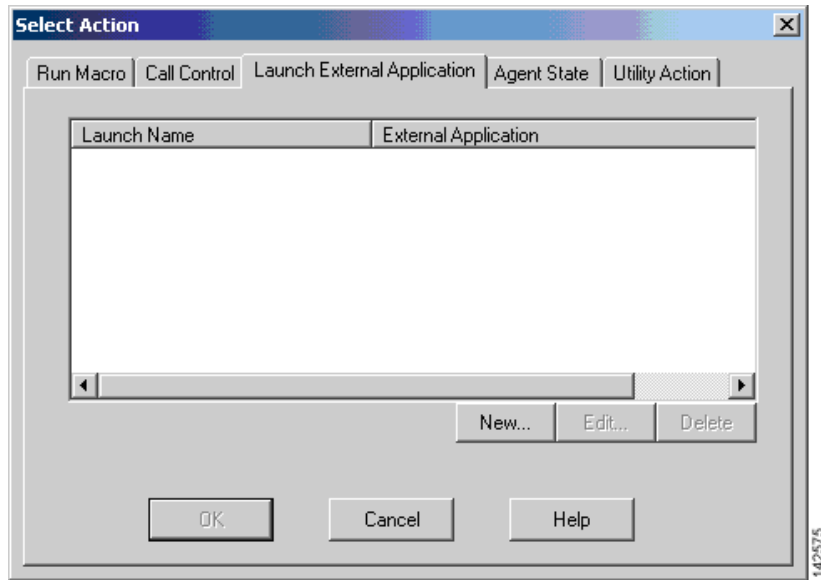 Select Action
Run Macro Call Control Launch External Application Agent State Utility Action
Launch Name External Application
New... Edit... Delete
OK Cancel Help
142575